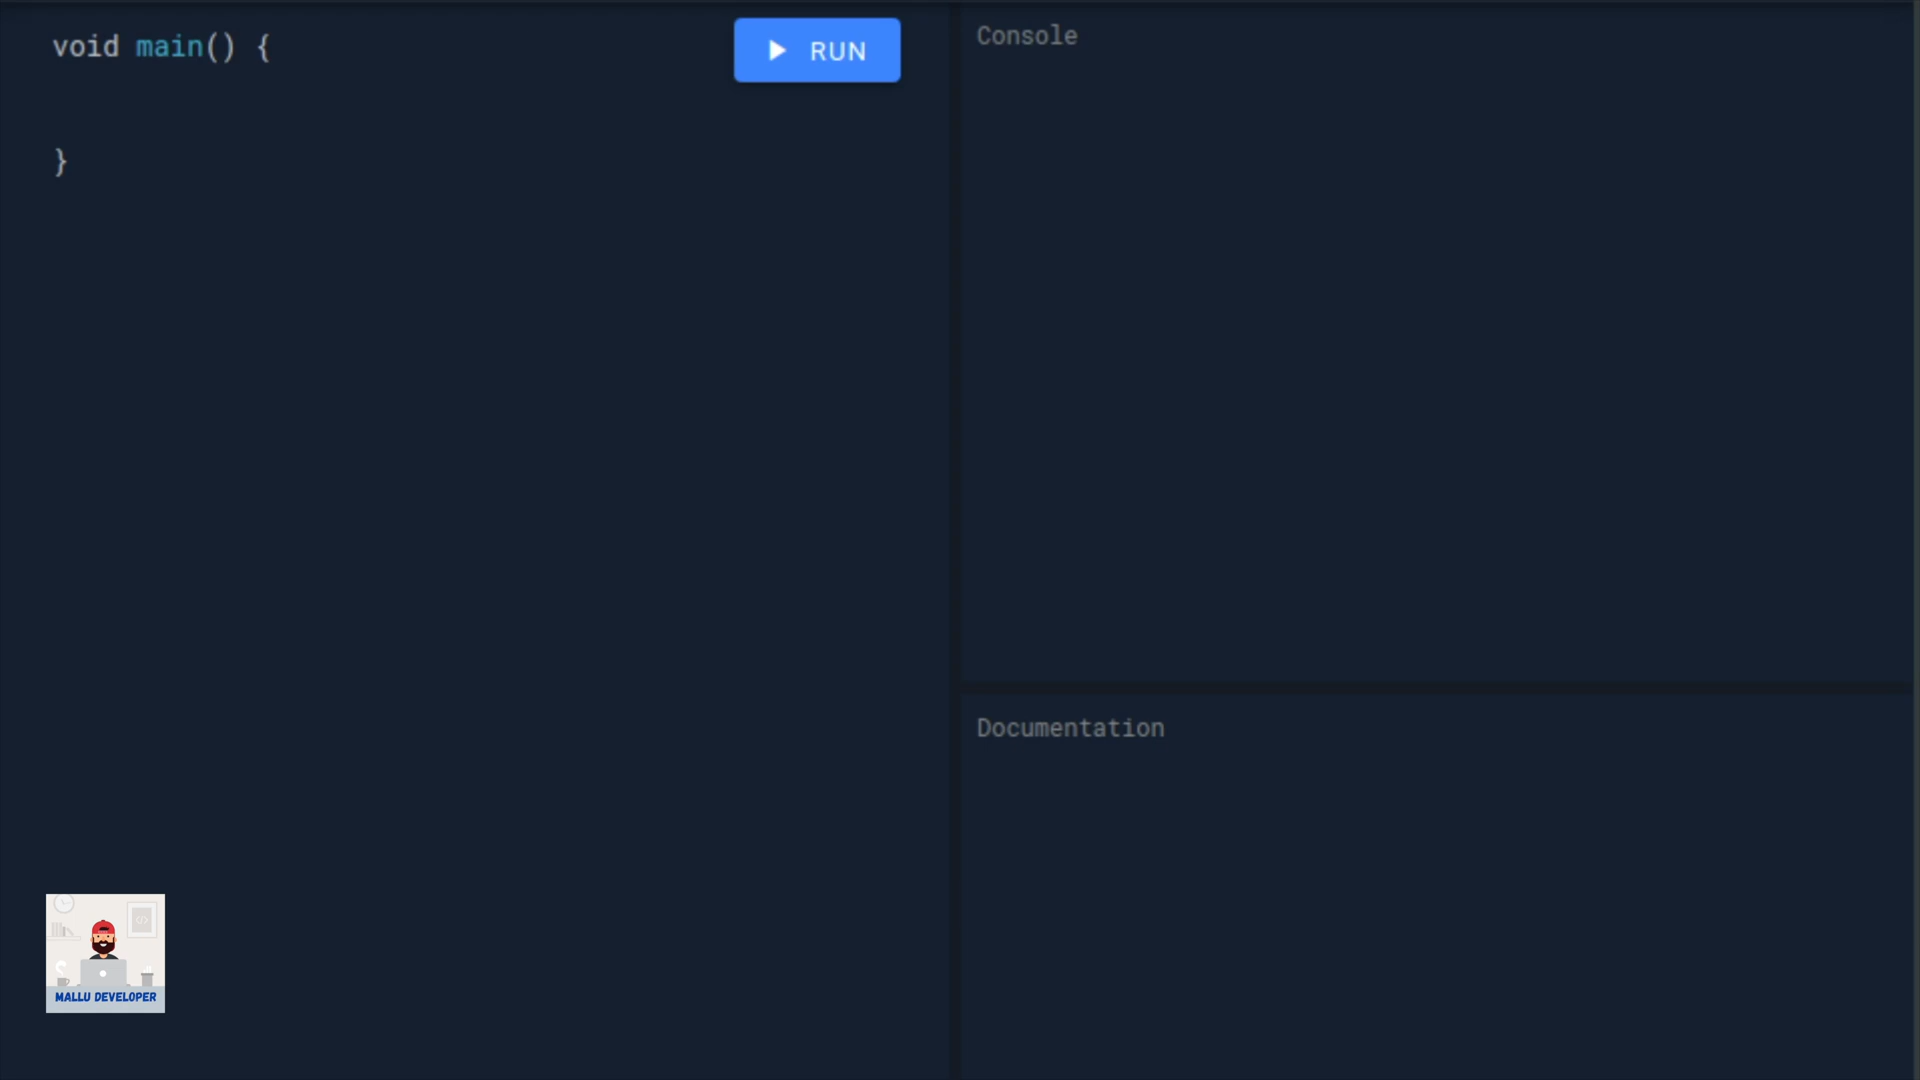 void main() {
}
RUN
Console
Documentation
MALLU DEVELOPER